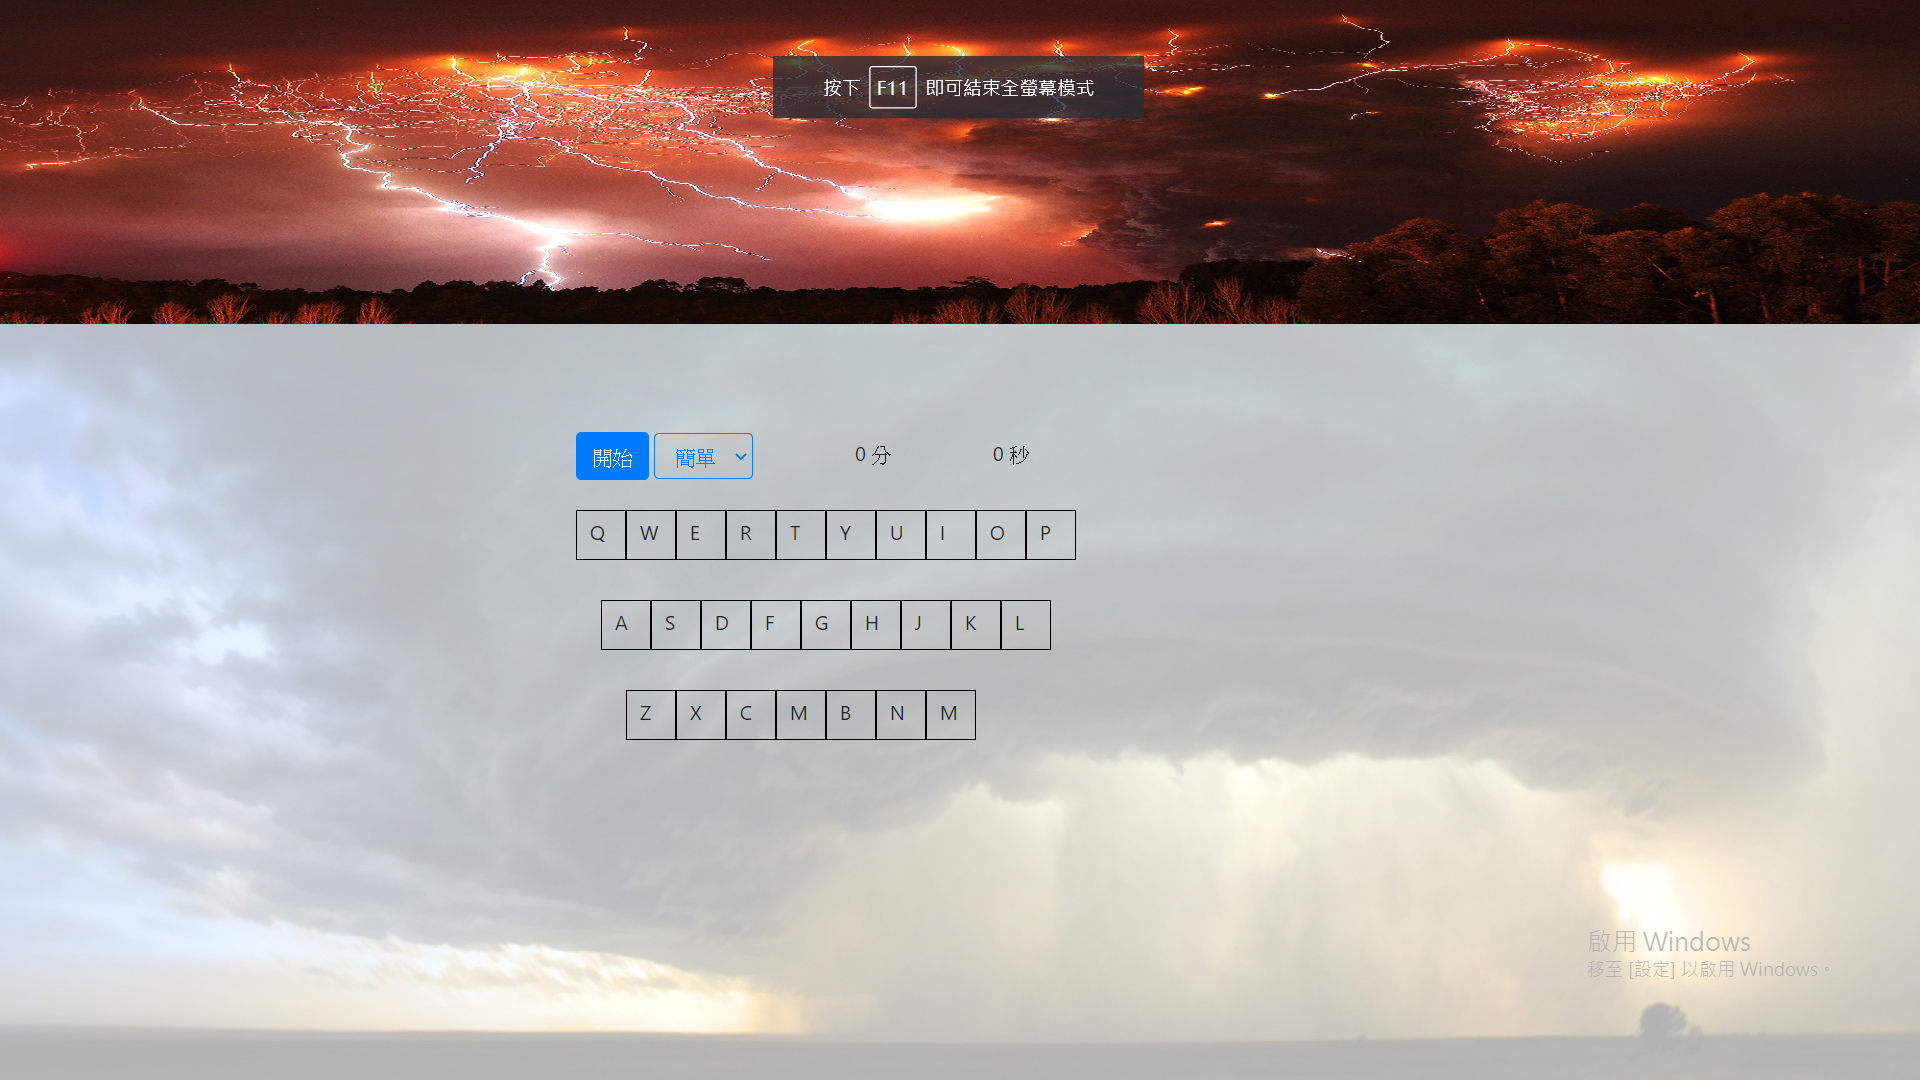 按下 F11 即可結束全螢幕模式
開始 簡單 0 分 0 秒
Q W E R T Y U I O P
A S D F G H J K L
Z X C M B N M
啟用 Windows
移至 [設定] 以啟用 Windows。